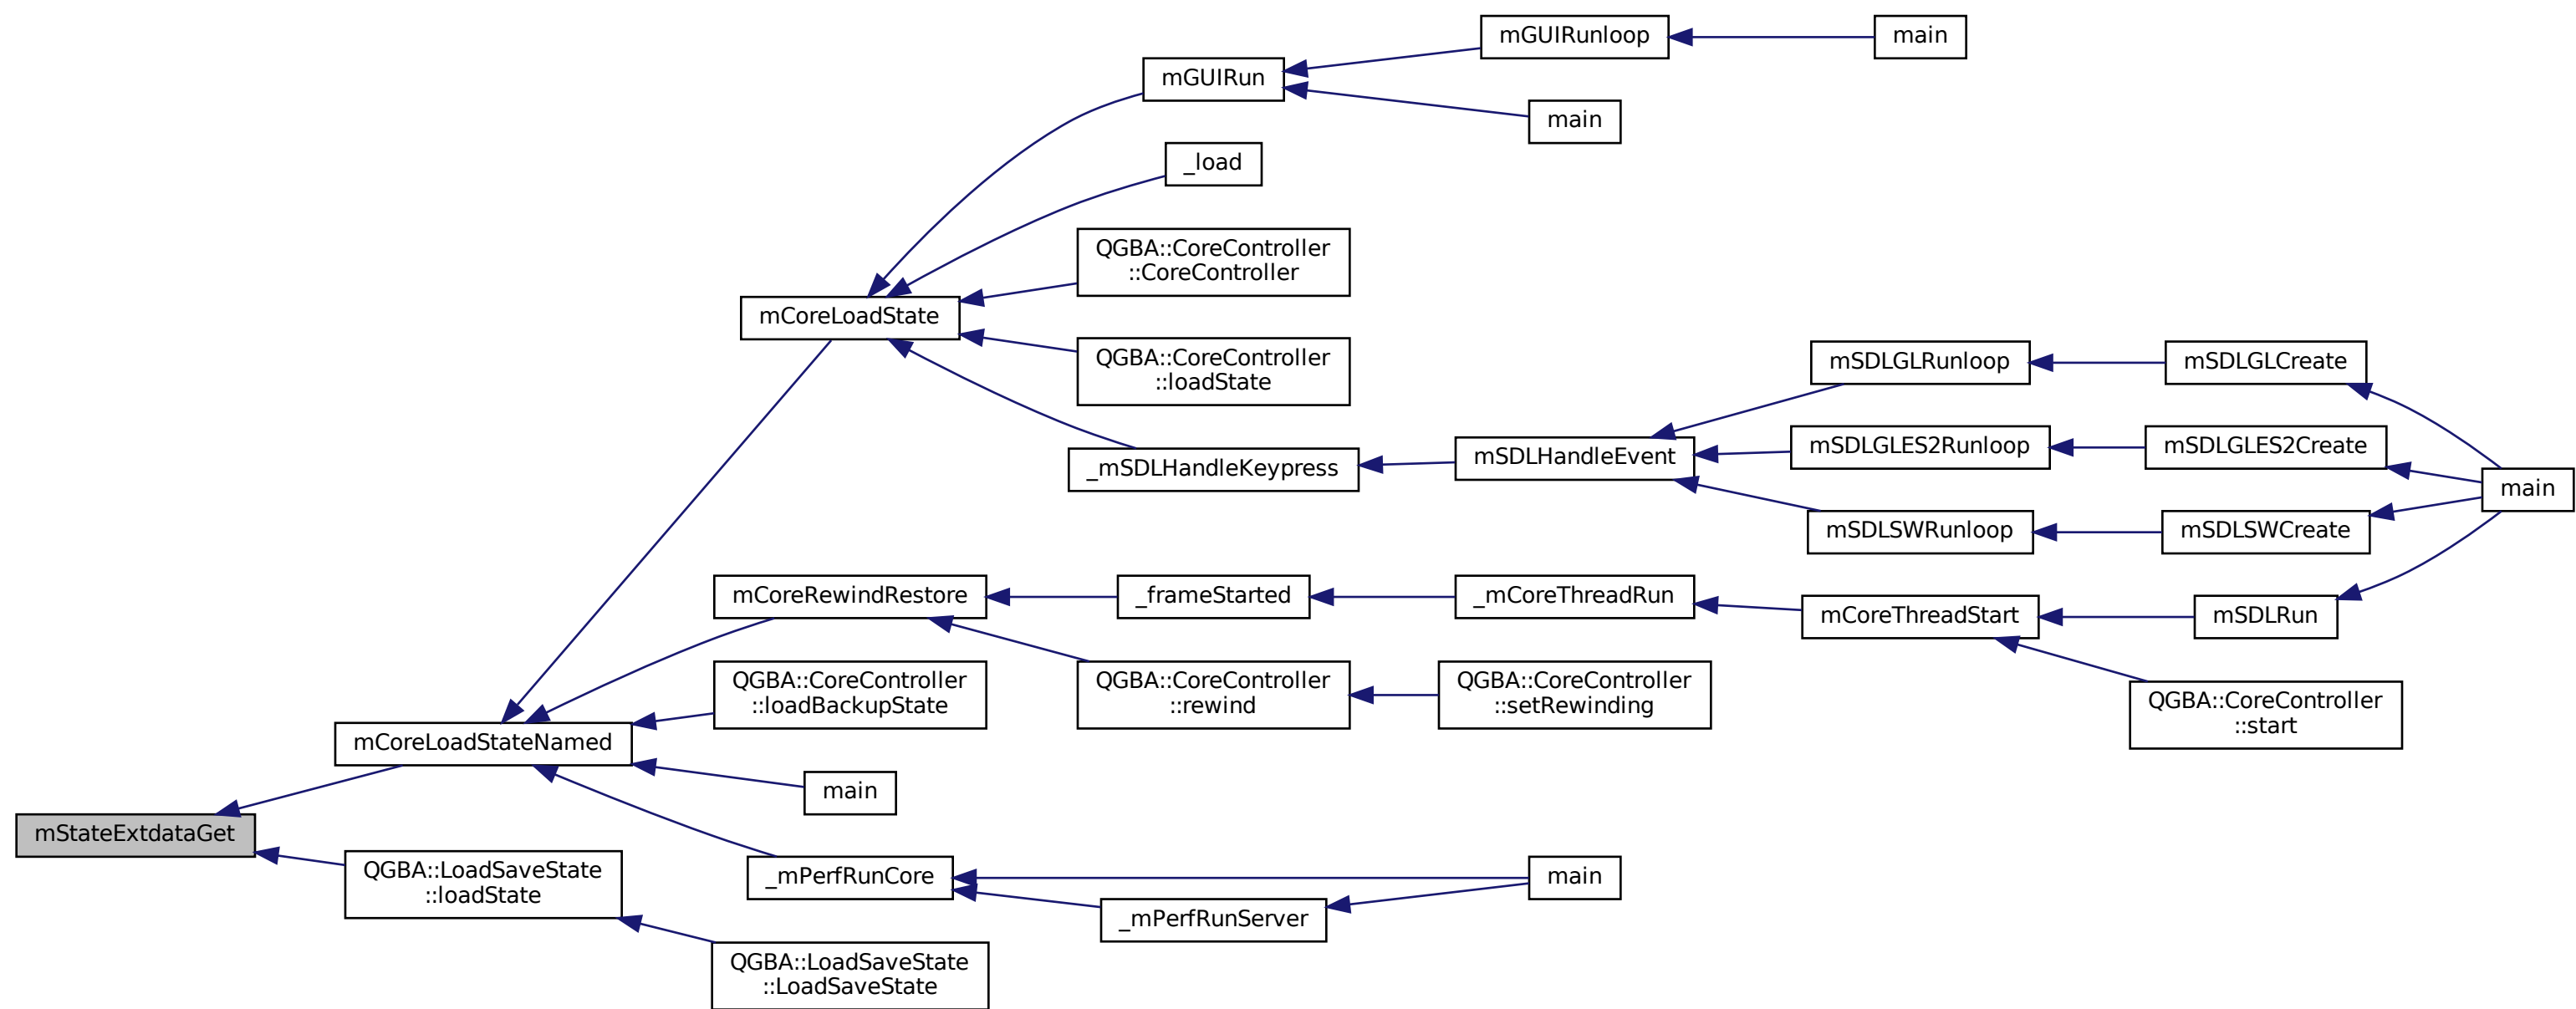 mGUIRunloop
main
mGUIRun
main
_load
QGBA::CoreController
::CoreController
mCoreLoadState
QGBA::CoreController
::loadState
mSDLGLRunloop
mSDLGLCreate
mSDLHandleEvent
mSDLGLES2Runloop
mSDLGLES2Create
_mSDLHandleKeypress
main
mSDLSWRunloop
mSDLSWCreate
mCoreRewindRestore
_frameStarted
_mCoreThreadRun
mCoreThreadStart
mSDLRun
QGBA::CoreController
::loadBackupState
QGBA::CoreController
::rewind
QGBA::CoreController
::setRewinding
QGBA::CoreController
::start
mCoreLoadStateNamed
main
mStateExtdataGet
QGBA::LoadSaveState
::loadState
_mPerfRunCore
main
_mPerfRunServer
QGBA::LoadSaveState
::LoadSaveState